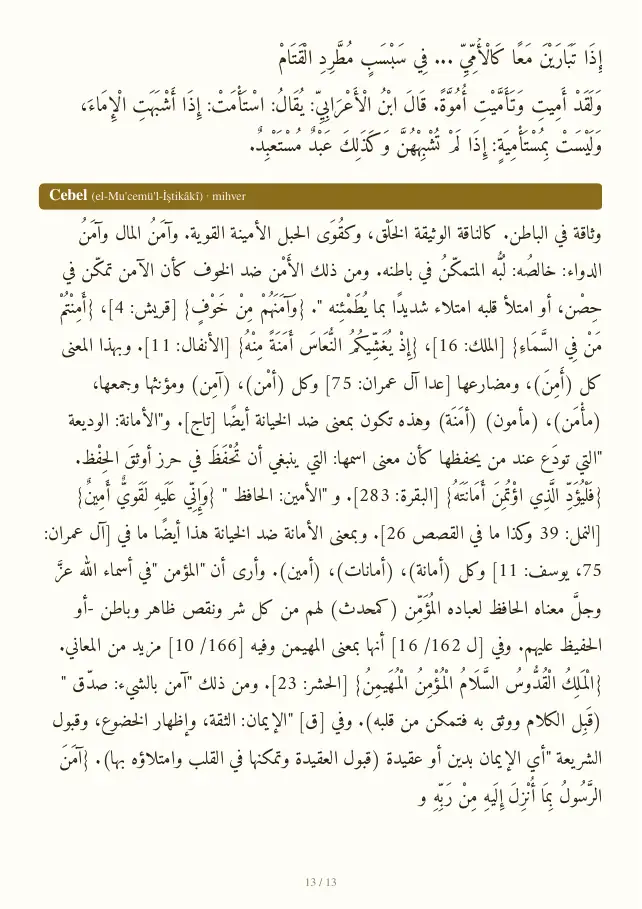 إِذَا تَبَارَيْنَ مَعًا كَالْأُمِّيِّ ... فِي سَبْسَبٍ مُطَّرِدِ الْقَتَامْ
وَلَقَدْ أَمِيتِ وَتَأَمَّيْتِ أُمُوَّةً. قَالَ ابْنُ الْأَعْرَابِيِّ: يُقَالُ: اسْتَأْمَتْ: إِذَا أَشْبَهَتِ الْإِمَاءَ،
وَلَيْسَتْ بِمُسْتَأْمِيَةٍ: إِذَا لَمْ تُشْبِهْهُنَّ وَكَذَلِكَ عَبْدٌ مُسْتَعْبِدٌ.
Cebel (el-Mu'cemü'l-İştikâkî) · mihver
وثاقة في الباطن. كالناقة الوثيقة الخَلْق، وكقُوَى الحبل الأمينة القوية. وآمَنُ المال وآمَنُ
الدواء: خالصُه: لُبُّه المتمكّنُ في باطنه. ومن ذلك الأَمْن ضد الخوف كأن الآمن تمكّن في
حِصْن، أو امتلأ قلبه امتلاء شديدًا بما يُطَمْئِنه ". {وَآمَنَهُمْ مِنْ خَوْفٍ} [قريش: 4]، {أَمِنْتُمْ
مَنْ فِي السَّمَاءِ} [الملك: 16]، {إِذْ يُغَشِّيكُمُ النُّعَاسَ أَمَنَةً مِنْهُ} [الأنفال: 11]. وبهذا المعنى
كل (أَمِنَ)، ومضارعها [عدا آل عمران: 75] وكل (أمْن)، (آمِن) ومؤنثها وجمعها،
(مأْمَن)، (مأمون) (أمَنَة) وهذه تكون بمعنى ضد الخيانة أيضًا [تاج]. و"الأمانة: الوديعة
"التي تودَع عند من يحفظها كأن معنى اسمها: التي ينبغي أن تُحْفَظَ في حرز أوثقَ الحِفْظ.
{فَلْيُؤَدِّ الَّذِي اؤْتُمِنَ أَمَانَتَهُ} [البقرة: 283]. و "الأمين: الحافظ " {وَإِنِّي عَلَيْهِ لَقَوِيٌّ أَمِينٌ}
[النمل: 39 وكذا ما في القصص 26]. وبمعنى الأمانة ضد الخيانة هذا أيضًا ما في [آل عمران:
75، يوسف: 11] وكل (أمانة)، (أمانات)، (أمين). وأرى أن "المؤمن "في أسماء الله عزَّ
وجلَّ معناه الحافظ لعباده المُؤَمِّن (كمحدث) لهم من كل شر ونقص ظاهر وباطن -أو
الحفيظ عليهم. وفي [ل 162/ 16] أنها بمعنى المهيمن وفيه [166/ 10] مزيد من المعاني.
{الْمَلِكُ الْقُدُّوسُ السَّلَامُ الْمُؤْمِنُ الْمُهَيْمِنُ} [الحشر: 23]. ومن ذلك "آمن بالشيء: صدّق "
(قَبِل الكلام ووثق به فتمكن من قلبه). وفي [ق] "الإيمان: الثقة، وإظهار الخضوع، وقبول
الشريعة "أي الإيمان بدين أو عقيدة (قبول العقيدة وتمكنها في القلب وامتلاؤه بها). {آمَنَ
الرَّسُولُ بِمَا أُنْزِلَ إِلَيْهِ مِنْ رَبِّهِ و
13 / 13